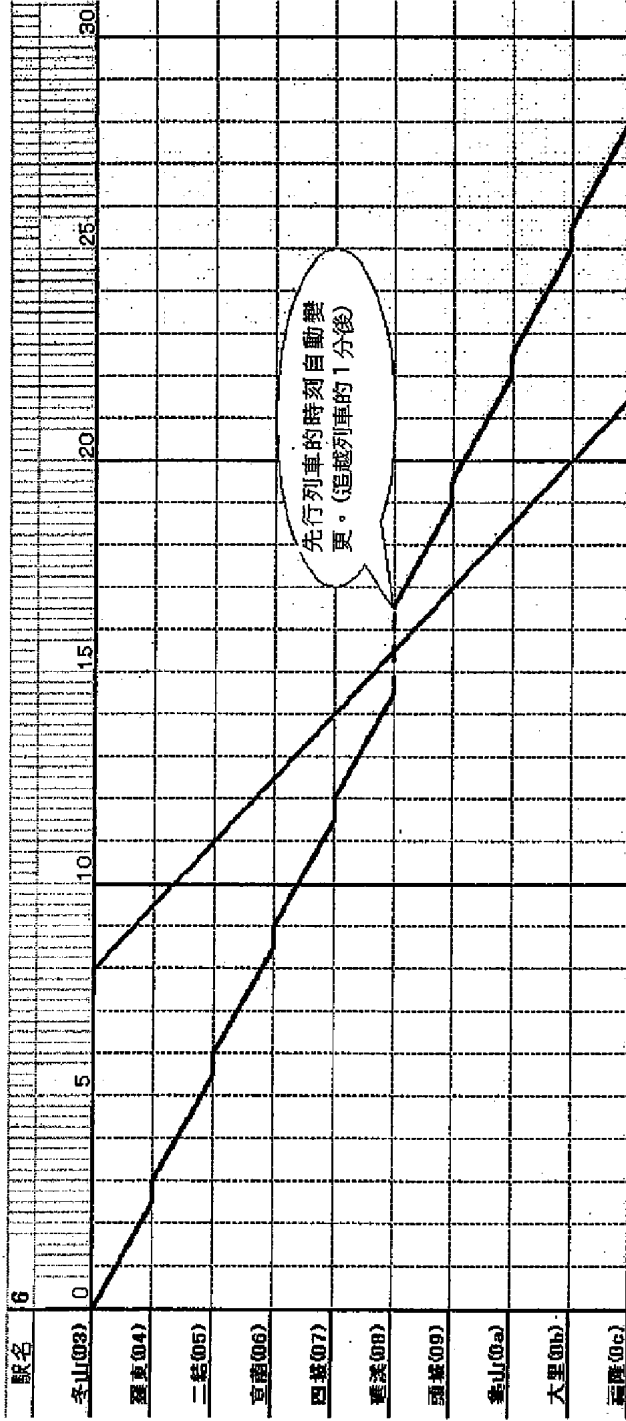 駅名
6
0
5
10
15
20
25
30
冬山(03)
羅東(04)
二結(05)
宜蘭(06)
四城(07)
礁溪(08)
頭城(09)
龜山(0a)
大里(0b)
福隆(0c)
先行列車的時刻自動變
更。(追越列車的1分後)